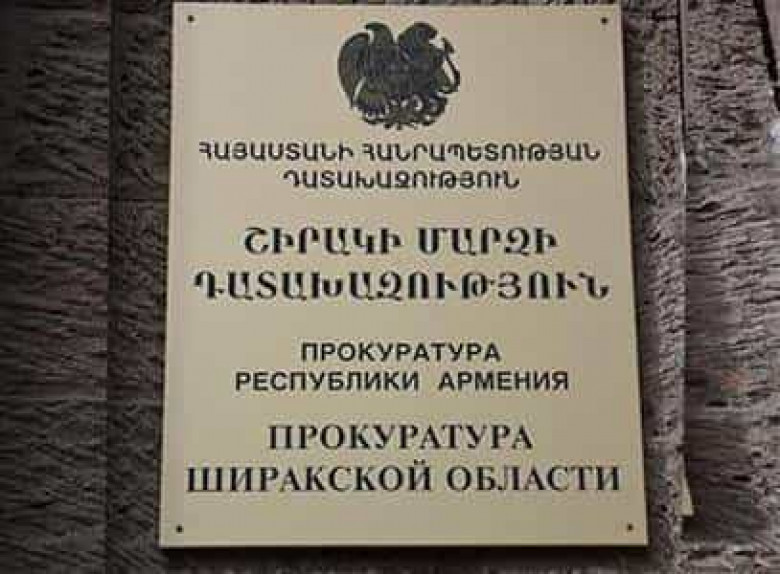 ՀԱՅԱՍՏԱՆԻ ՀԱՆՐԱՊԵՏՈՒԹՅԱՆ
ԴԱՏԱԽԱԶՈՒԹՅՈՒՆ
ՇԻՐԱԿԻ ՄԱՐԶԻ
ԴԱՏԱԽԱԶՈՒԹՅՈՒՆ
ПРОКУРАТУРА
РЕСПУБЛИКИ АРМЕНИЯ
ПРОКУРАТУРА
ШИРАКСКОЙ ОБЛАСТИ